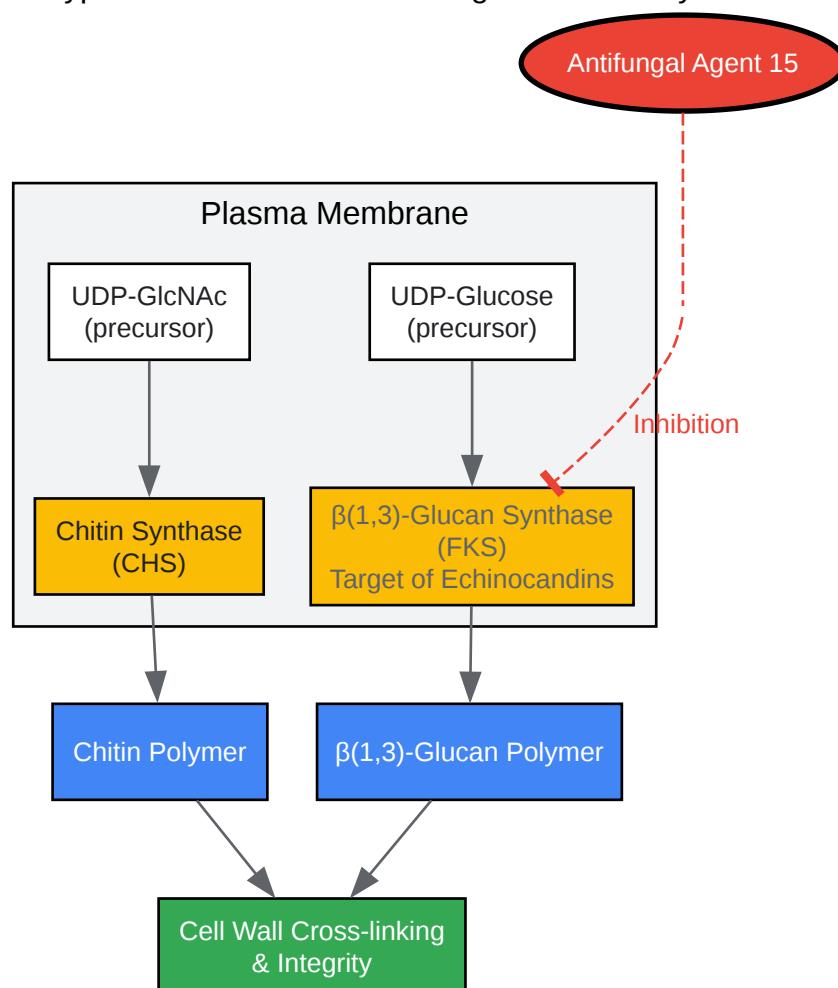 Antifungal Agent 15
Plasma Membrane
UDP-GlcNAc
(precursor)
UDP-Glucose
(precursor)
Inhibition
Chitin Synthase
(CHS)
β(1,3)-Glucan Synthase
(FKS)
Target of Echinocandins
Chitin Polymer
β(1,3)-Glucan Polymer
Cell Wall Cross-linking
& Integrity